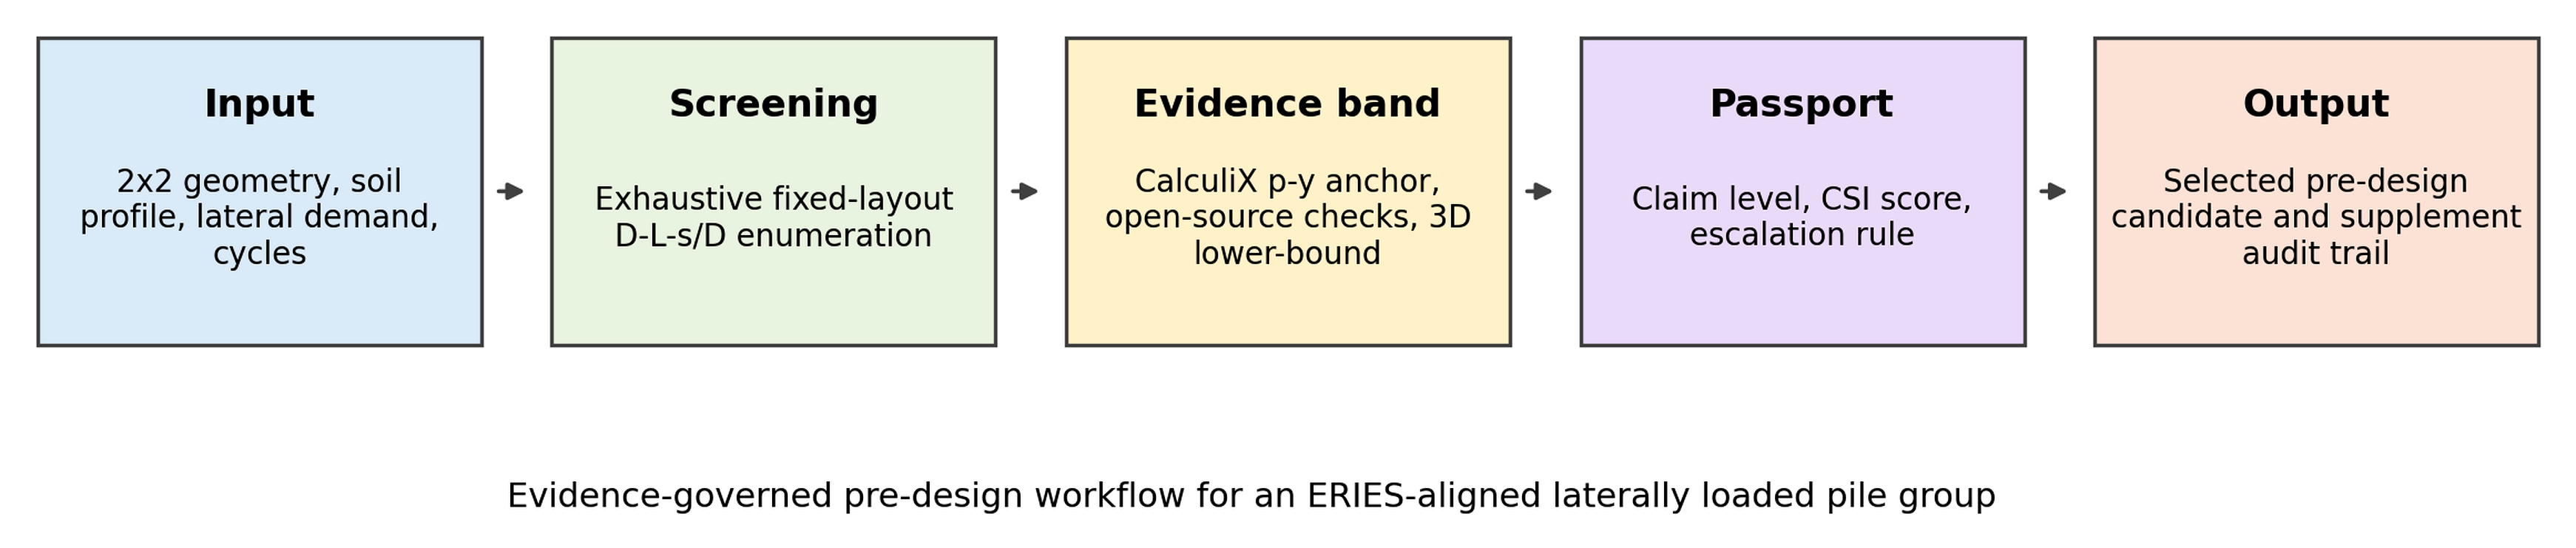 Input
2x2 geometry, soil
profile, lateral demand,
cycles
Screening
Exhaustive fixed-layout
D-L-s/D enumeration
Evidence band
CalculiX p-y anchor,
open-source checks, 3D
lower-bound
Passport
Claim level, CSI score,
escalation rule
Output
Selected pre-design
candidate and supplement
audit trail
Evidence-governed pre-design workflow for an ERIES-aligned laterally loaded pile group